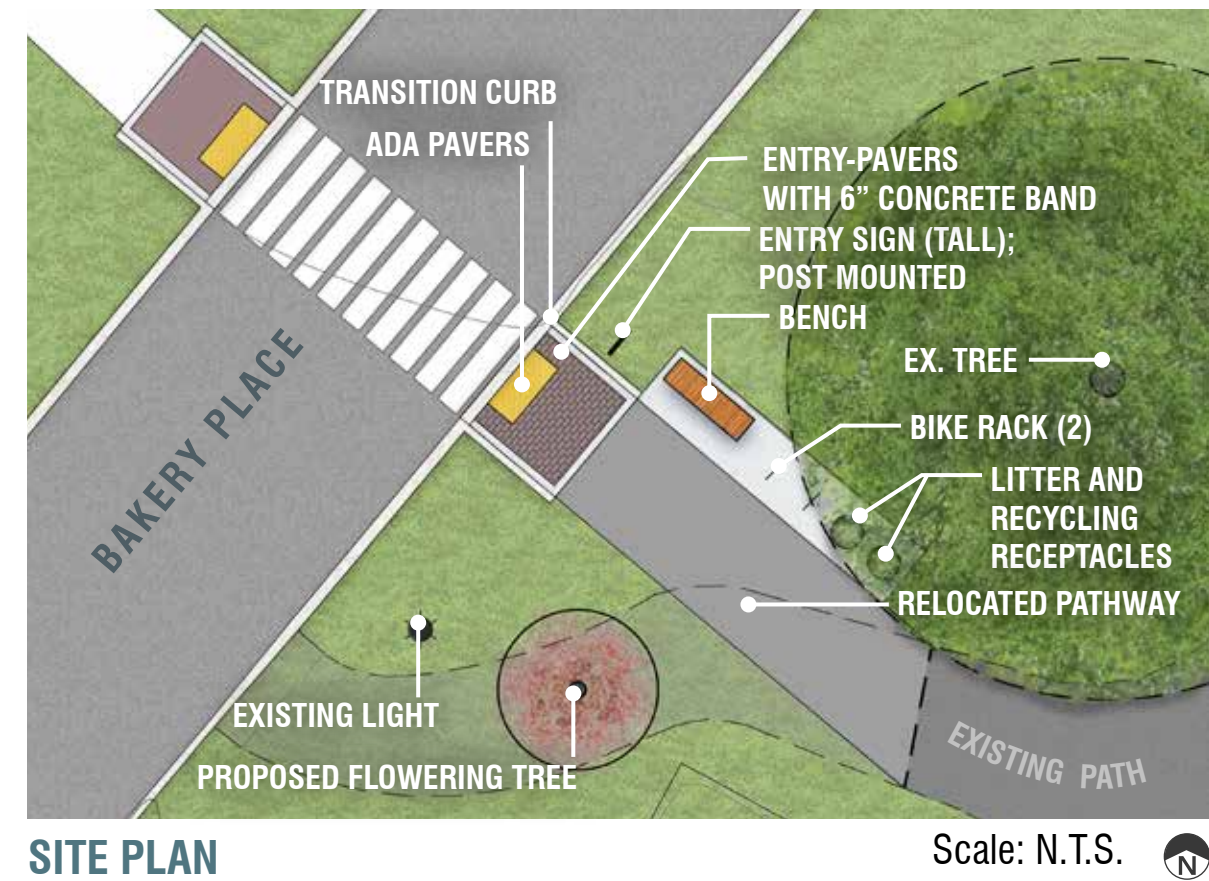 TRANSITION CURB
ADA PAVERS
ENTRY-PAVERS
WITH 6” CONCRETE BAND
ENTRY SIGN (TALL);
POST MOUNTED
BENCH
EX. TREE
BIKE RACK (2)
LITTER AND
RECYCLING
RECEPTACLES
RELOCATED PATHWAY
BAKERY PLACE
EXISTING LIGHT
PROPOSED FLOWERING TREE
EXISTING PATH
SITE PLAN
Scale: N.T.S.
N